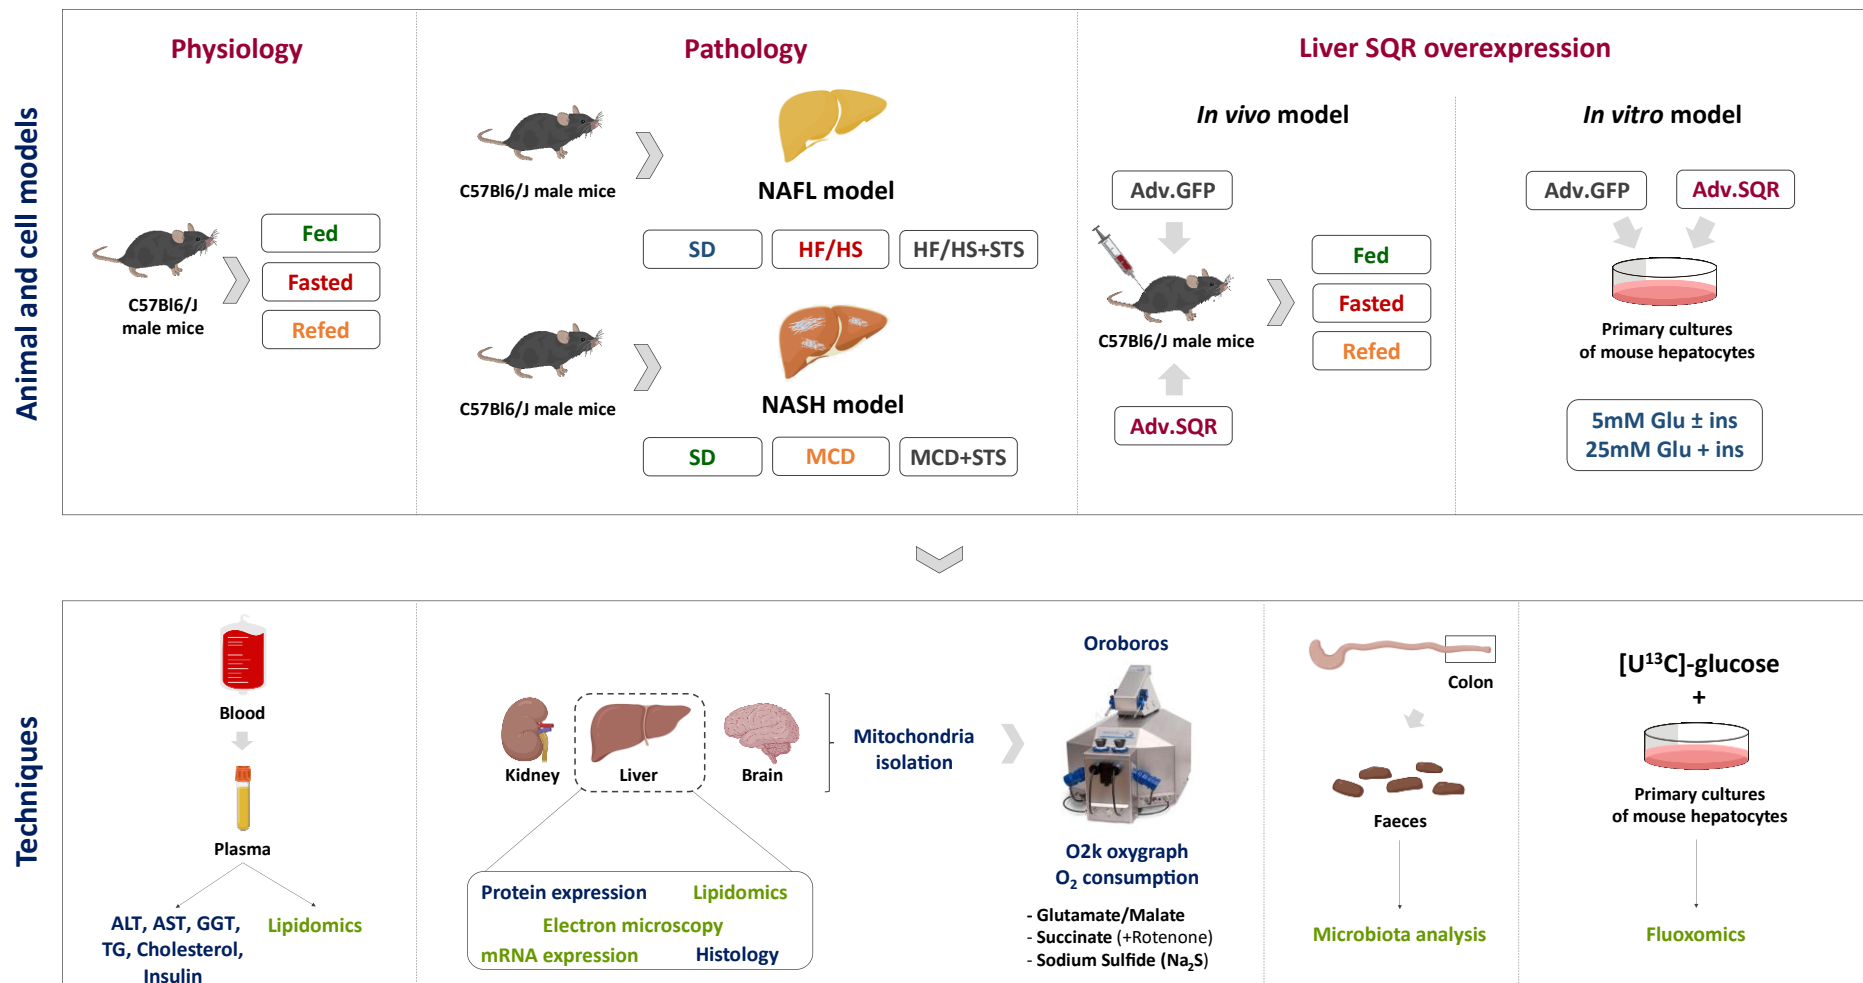 Animal and cell models
Physiology
C57Bl6/J
male mice
Fed
Fasted
Refed
Pathology
C57Bl6/J male mice
NAFL model
SD
HF/HS
HF/HS+STS
C57Bl6/J male mice
NASH model
SD
MCD
MCD+STS
Liver SQR overexpression
In vivo model
Adv.GFP
C57Bl6/J male mice
Adv.SQR
Fed
Fasted
Refed
In vitro model
Adv.GFP
Adv.SQR
Primary cultures
of mouse hepatocytes
5mM Glu ± ins
25mM Glu + ins
Techniques
Blood
Plasma
ALT, AST, GGT,
TG, Cholesterol,
Insulin
Lipidomics
Kidney
Liver
Brain
Mitochondria
isolation
Protein expression
Lipidomics
Electron microscopy
mRNA expression
Histology
Oroboros
O2k oxygraph
O₂ consumption
- Glutamate/Malate
- Succinate (+Rotenone)
- Sodium Sulfide (Na₂S)
Colon
Faeces
Microbiota analysis
[U¹³C]-glucose
+
Primary cultures
of mouse hepatocytes
Fluoxomics